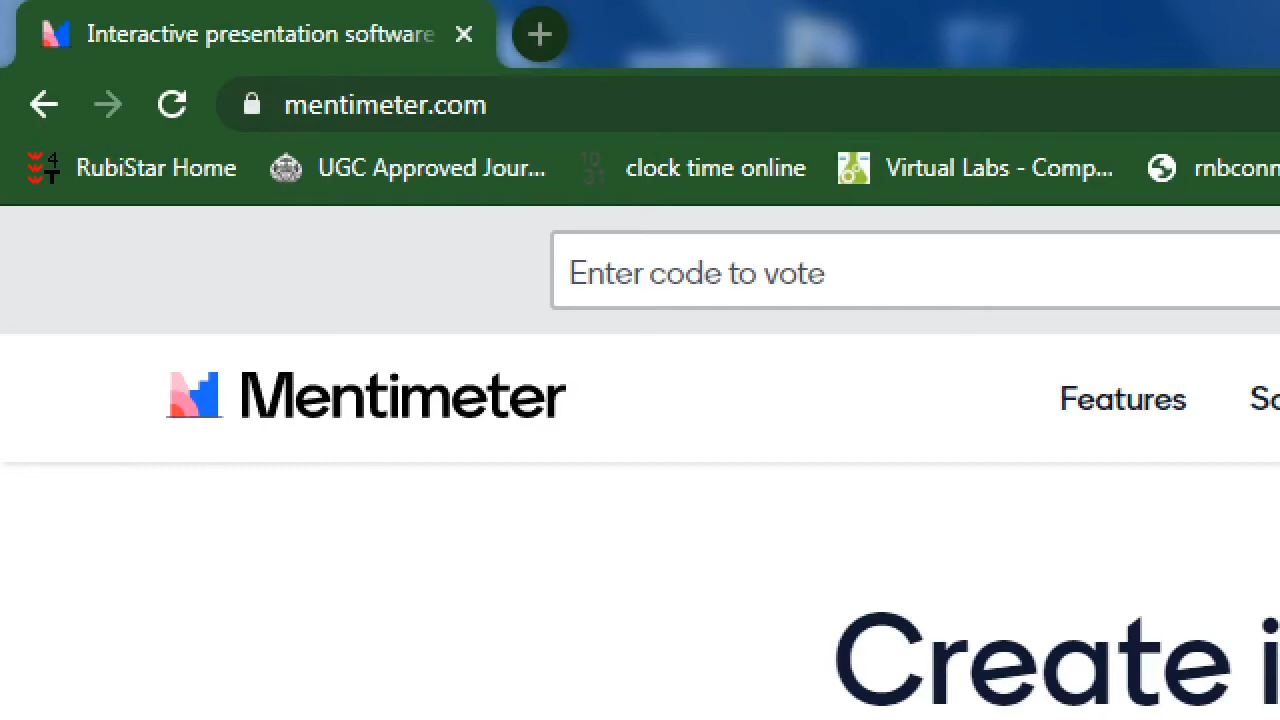 Interactive presentation software
mentimeter.com
RubiStar Home
UGC Approved Jour...
clock time online
Virtual Labs - Comp...
Enter code to vote
Mentimeter
Features
Create